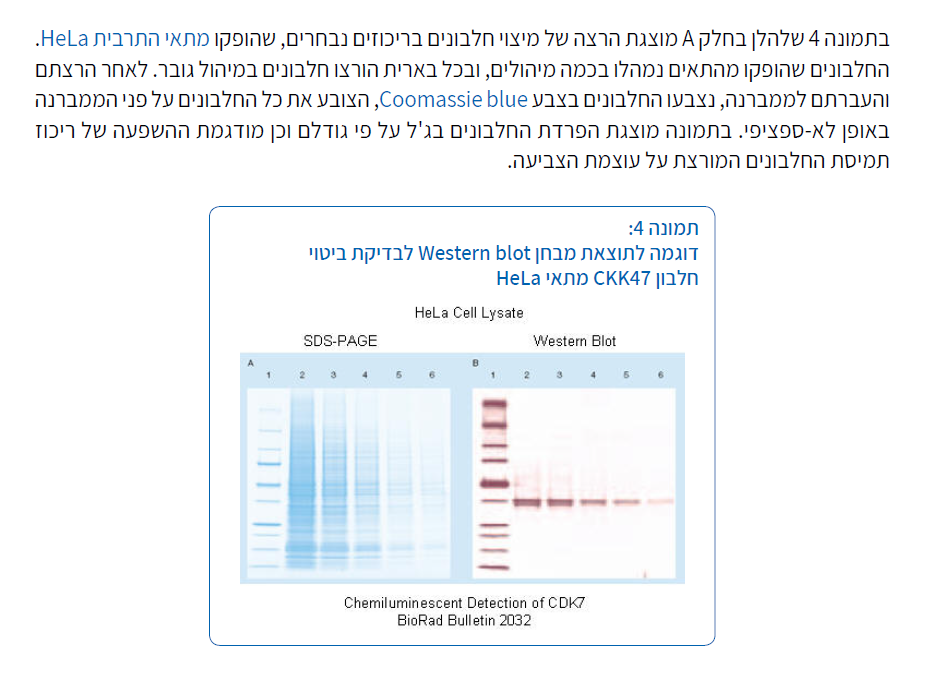 בתמונה 4 שלהלן בחלק A מוצגת הרצה של מיצוי חלבונים בריכוזים נבחרים, שהופקו מתאי התרבית HeLa.
החלבונים שהופקו מהתאים נמהלו בכמה מיהולים, ובכל בארית הורצו חלבונים במיהול גובר. לאחר הרצתם
והעברתם לממברנה, נצבעו החלבונים בצבע Coomassie blue, הצובע את כל החלבונים על פני הממברנה
באופן לא-ספציפי. בתמונה מוצגת הפרדת החלבונים בג'ל על פי גודלם וכן מודגמת ההשפעה של ריכוז
תמיסת החלבונים המורצת על עוצמת הצביעה.
תמונה 4:
דוגמה לתוצאת מבחן Western blot לבדיקת ביטוי
חלבון CKK47 מתאי HeLa
HeLa Cell Lysate
SDS-PAGE Western Blot
A B
1 2 3 4 5 6 1 2 3 4 5 6
Chemiluminescent Detection of CDK7
BioRad Bulletin 2032